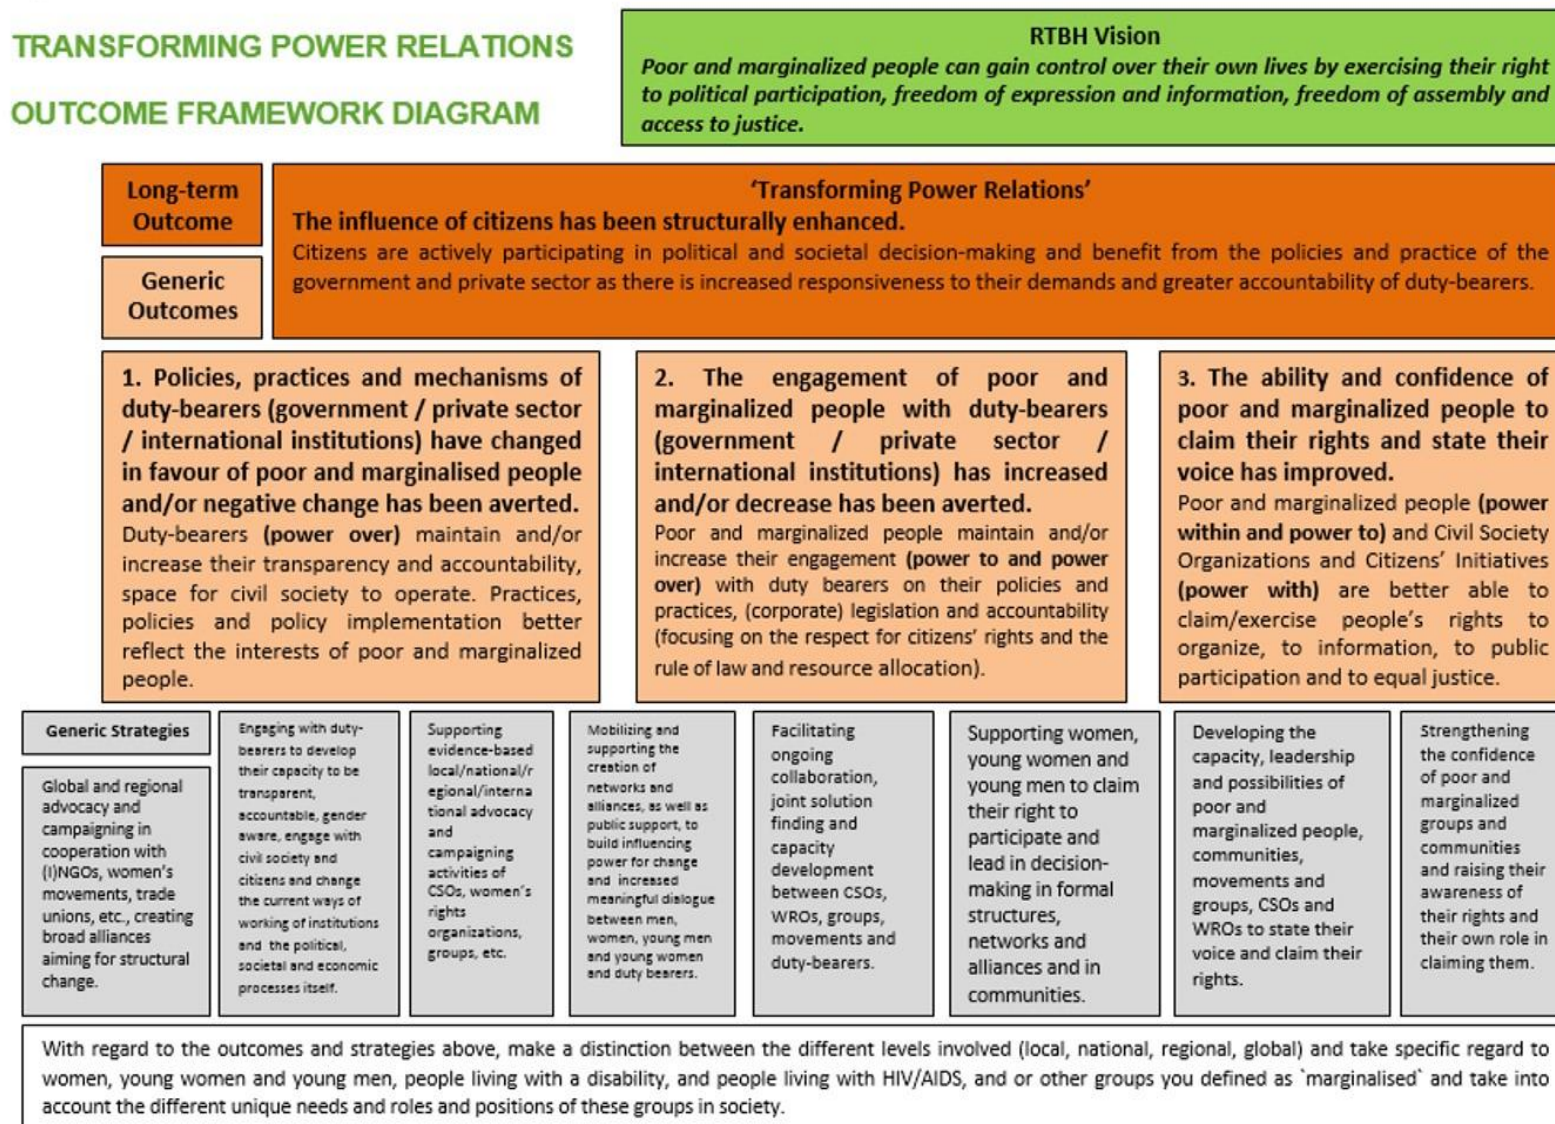 TRANSFORMING POWER RELATIONS
OUTCOME FRAMEWORK DIAGRAM
RTBH Vision
Poor and marginalized people can gain control over their own lives by exercising their right
to political participation, freedom of expression and information, freedom of assembly and
access to justice.
Long-term
Outcome
Generic
Outcomes
‘Transforming Power Relations’
The influence of citizens has been structurally enhanced.
Citizens are actively participating in political and societal decision-making and benefit from the policies and practice of the
government and private sector as there is increased responsiveness to their demands and greater accountability of duty-bearers.
1. Policies, practices and mechanisms of
duty-bearers (government / private sector
/ international institutions) have changed
in favour of poor and marginalised people
and/or negative change has been averted.
Duty-bearers (power over) maintain and/or
increase their transparency and accountability,
space for civil society to operate. Practices,
policies and policy implementation better
reflect the interests of poor and marginalized
people.
2. The engagement of poor and
marginalized people with duty-bearers
(government / private sector /
international institutions) has increased
and/or decrease has been averted.
Poor and marginalized people maintain and/or
increase their engagement (power to and power
over) with duty bearers on their policies and
practices, (corporate) legislation and accountability
(focusing on the respect for citizens’ rights and the
rule of law and resource allocation).
3. The ability and confidence of
poor and marginalized people to
claim their rights and state their
voice has improved.
Poor and marginalized people (power
within and power to) and Civil Society
Organizations and Citizens’ Initiatives
(power with) are better able to
claim/exercise people’s rights to
organize, to information, to public
participation and to equal justice.
Generic Strategies
Global and regional
advocacy and
campaigning in
cooperation with
(I)NGOs, women’s
movements, trade
unions, etc., creating
broad alliances
aiming for structural
change.
Engaging with duty-
bearers to develop
their capacity to be
transparent,
accountable, gender
aware, engage with
civil society and
citizens and change
the current ways of
working of institutions
and the political,
societal and economic
processes itself.
Supporting
evidence-based
local/national/r
egional/interna
tional advocacy
and
campaigning
activities of
CSOs, women’s
rights
organizations,
groups, etc.
Mobilizing and
supporting the
creation of
networks and
alliances, as well as
public support, to
build influencing
power for change
and increased
meaningful dialogue
between men,
women, young men
and young women
and duty bearers.
Facilitating
ongoing
collaboration,
joint solution
finding and
capacity
development
between CSOs,
WROs, groups,
movements and
duty-bearers.
Supporting women,
young women and
young men to claim
their right to
participate and
lead in decision-
making in formal
structures,
networks and
alliances and in
communities.
Developing the
capacity, leadership
and possibilities of
poor and
marginalized people,
communities,
movements and
groups, CSOs and
WROs to state their
voice and claim their
rights.
Strengthening
the confidence
of poor and
marginalized
groups and
communities
and raising their
awareness of
their rights and
their own role in
claiming them.
With regard to the outcomes and strategies above, make a distinction between the different levels involved (local, national, regional, global) and take specific regard to
women, young women and young men, people living with a disability, and people living with HIV/AIDS, and or other groups you defined as `marginalised` and take into
account the different unique needs and roles and positions of these groups in society.